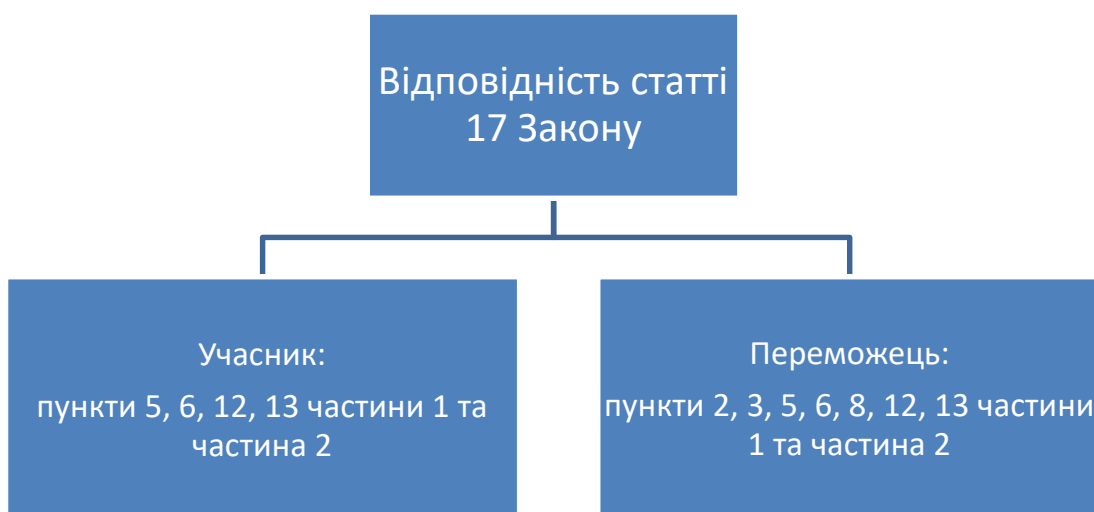 Відповідність статті
17 Закону
Учасник:
пункти 5, 6, 12, 13 частини 1 та
частина 2
Переможець:
пункти 2, 3, 5, 6, 8, 12, 13 частини
1 та частина 2